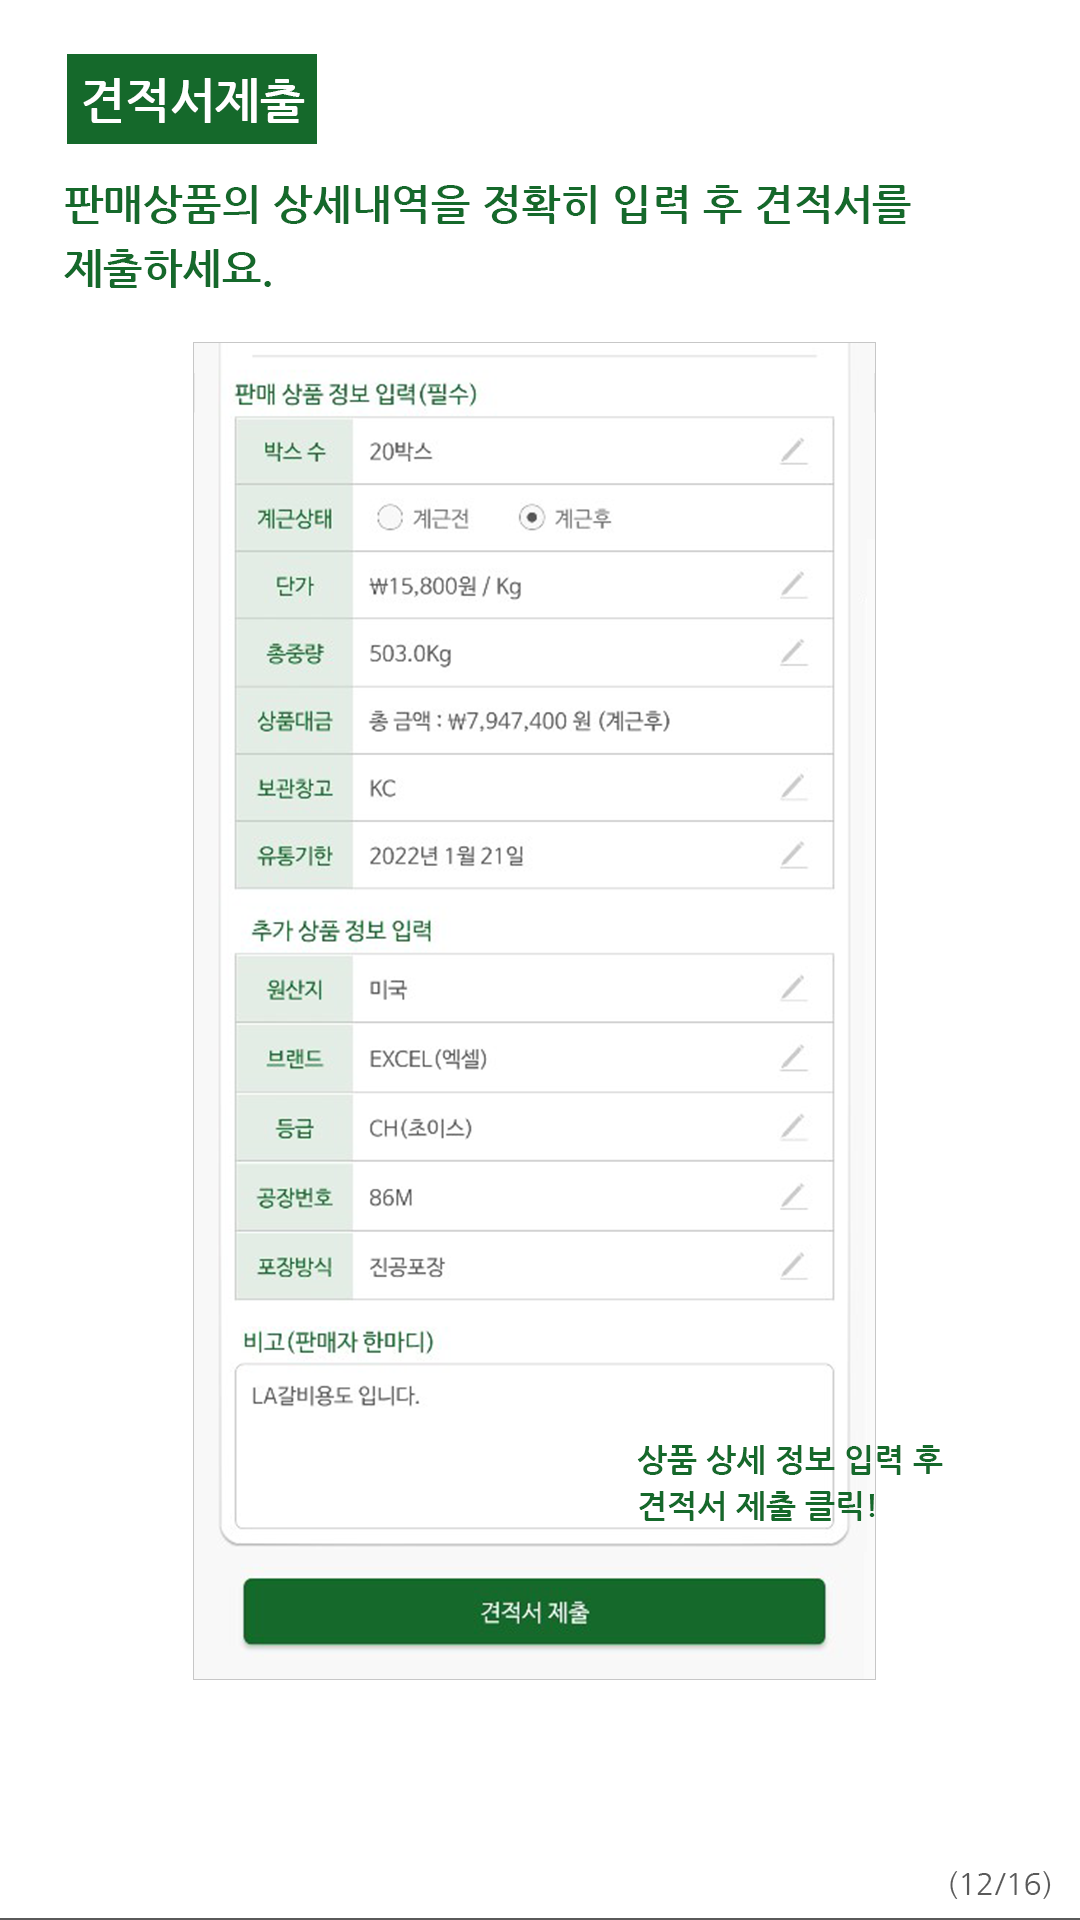 견적서제출
판매상품의 상세내역을 정확히 입력 후 견적서를
제출하세요.
판매 상품 정보 입력(필수)
박스 수 20박스
계근상태 계근전 계근후
단가 ₩15,800원 / Kg
총중량 503.0Kg
상품대금 총 금액 : ₩7,947,400 원 (계근후)
보관창고 KC
유통기한 2022년 1월 21일
추가 상품 정보 입력
원산지 미국
브랜드 EXCEL(엑셀)
등급 CH(초이스)
공장번호 86M
포장방식 진공포장
비고(판매자 한마디)
LA갈비용도 입니다.
상품 상세 정보 입력 후
견적서 제출 클릭!
견적서 제출
(12/16)